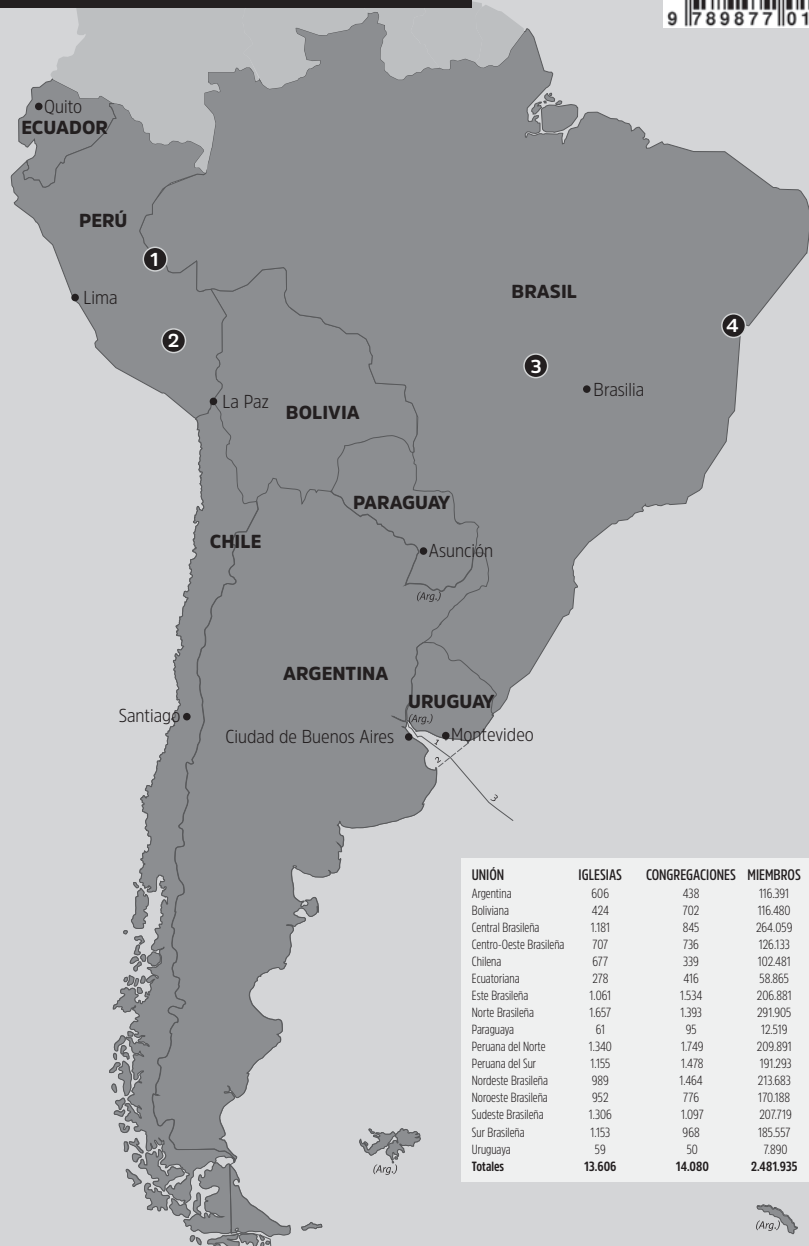 9 789877 01
Quito
ECUADOR
PERÚ
1
Lima
BRASIL
4
2
3
Brasilia
La Paz
BOLIVIA
PARAGUAY
CHILE
Asunción
(Arg.)
ARGENTINA
URUGUAY
Santiago
(Arg.)
Ciudad de Buenos Aires
Montevideo
1
2
3
UNIÓN IGLESIAS CONGREGACIONES MIEMBROS
Argentina 606 438 116.391
Boliviana 424 702 116.480
Central Brasileña 1.181 845 264.059
Centro-Oeste Brasileña 707 736 126.133
Chilena 677 339 102.481
Ecuatoriana 278 416 58.865
Este Brasileña 1.061 1.534 206.881
Norte Brasileña 1.657 1.393 291.905
Paraguaya 61 95 12.519
Peruana del Norte 1.340 1.749 209.891
Peruana del Sur 1.155 1.478 191.293
Nordeste Brasileña 989 1.464 213.683
Noroeste Brasileña 952 776 170.188
Sudeste Brasileña 1.306 1.097 207.719
Sur Brasileña 1.153 968 185.557
Uruguaya 59 50 7.890
Totales 13.606 14.080 2.481.935
(Arg.)
(Arg.)